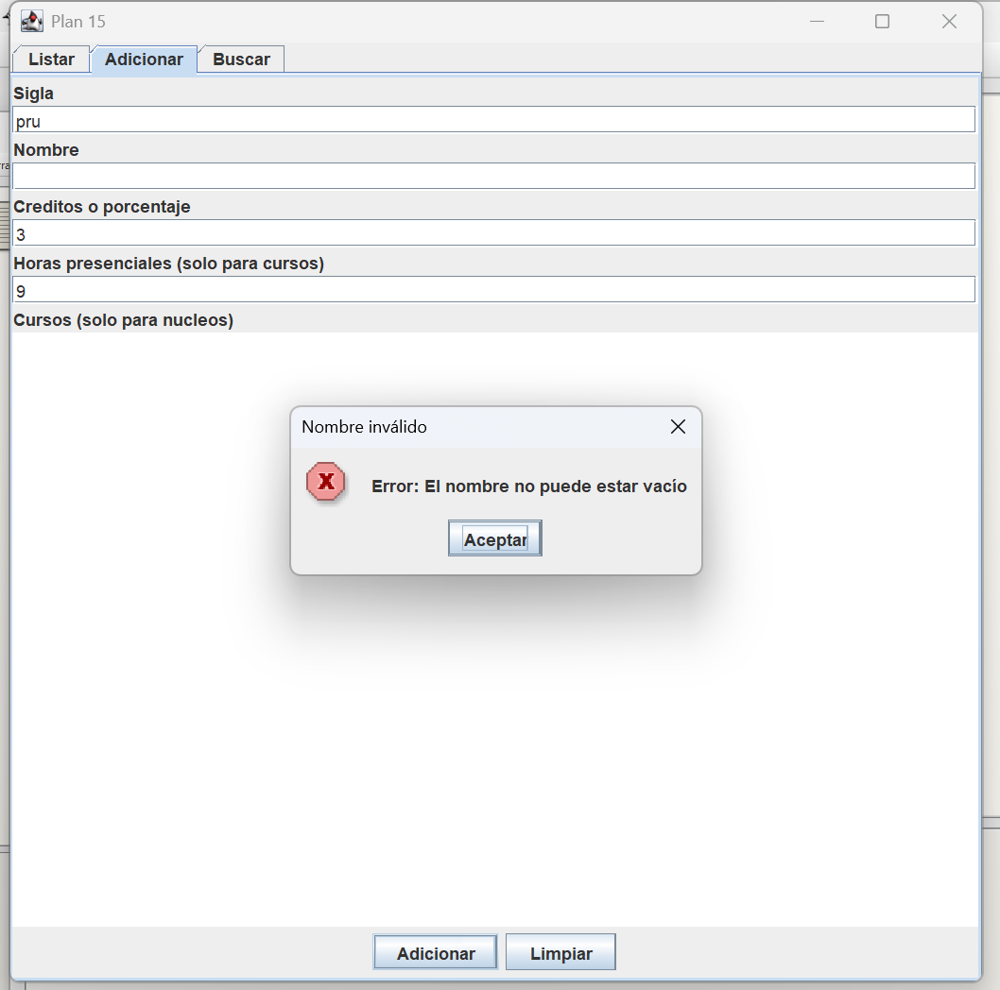 Plan 15
Listar Adicionar Buscar
Sigla
pru
Nombre
Creditos o porcentaje
3
Horas presenciales (solo para cursos)
9
Cursos (solo para nucleos)
Nombre inválido
Error: El nombre no puede estar vacío
Aceptar
Adicionar Limpiar